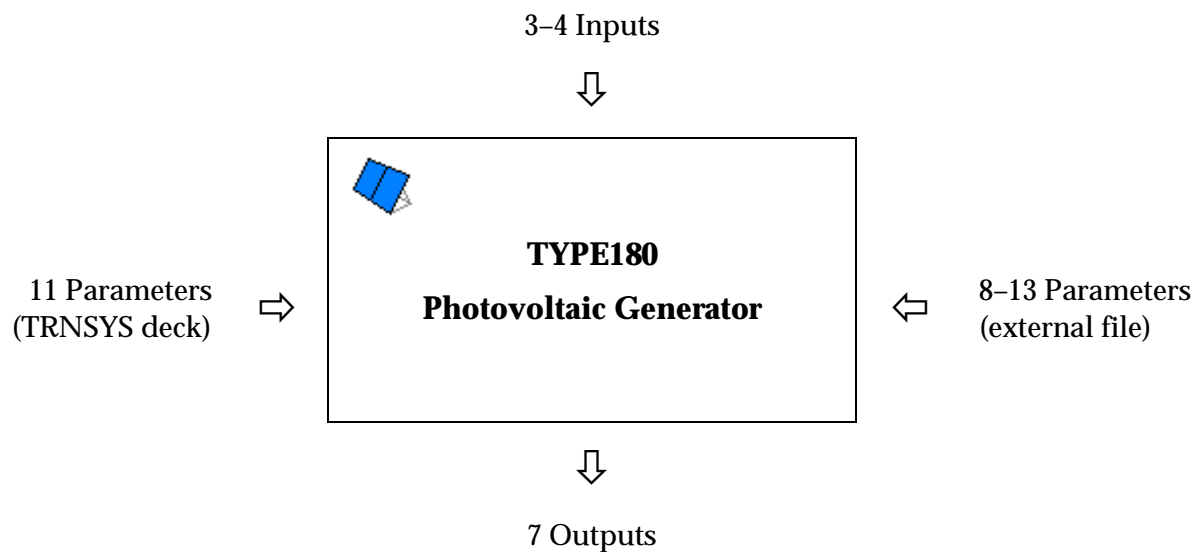 3–4 Inputs
TYPE180
Photovoltaic Generator
11 Parameters
(TRNSYS deck)
8–13 Parameters
(external file)
7 Outputs